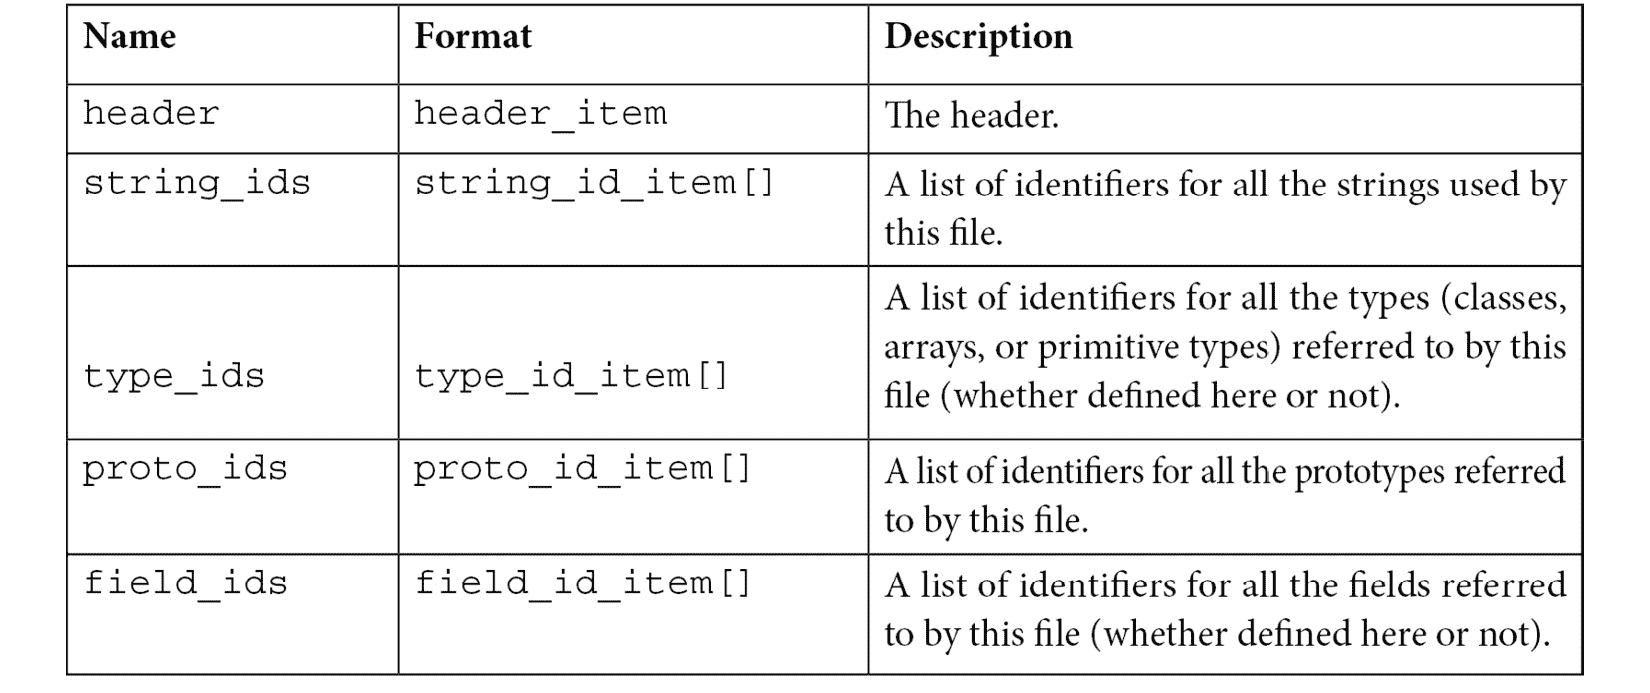 Name Format Description
header header_item The header.
string_ids string_id_item[] A list of identifiers for all the strings used by
this file.
type_ids type_id_item[] A list of identifiers for all the types (classes,
arrays, or primitive types) referred to by this
file (whether defined here or not).
proto_ids proto_id_item[] A list of identifiers for all the prototypes referred
to by this file.
field_ids field_id_item[] A list of identifiers for all the fields referred
to by this file (whether defined here or not).